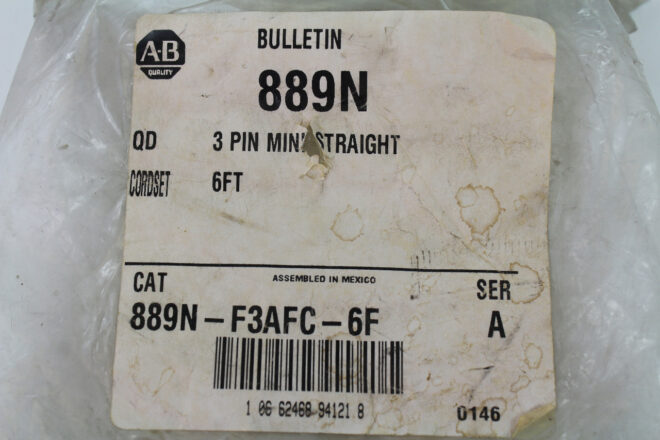 A-B
QUALITY
BULLETIN
889N
QD 3 PIN MINI STRAIGHT
CORDSET 6FT
ASSEMBLED IN MEXICO
CAT SER
889N-F3AFC-6F A
1 06 62468 94121 8
0146